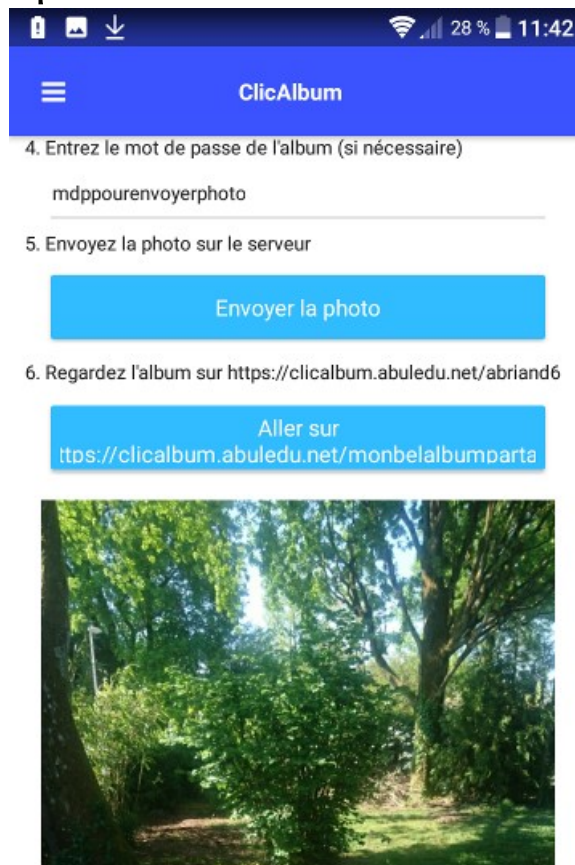 28 % 11:42
ClicAlbum
4. Entrez le mot de passe de l'album (si nécessaire)
mdppourenvoyerphoto
5. Envoyez la photo sur le serveur
Envoyer la photo
6. Regardez l'album sur https://clicalbum.abuledu.net/abriand6
Aller sur
ttps://clicalbum.abuledu.net/monbelalbumparta